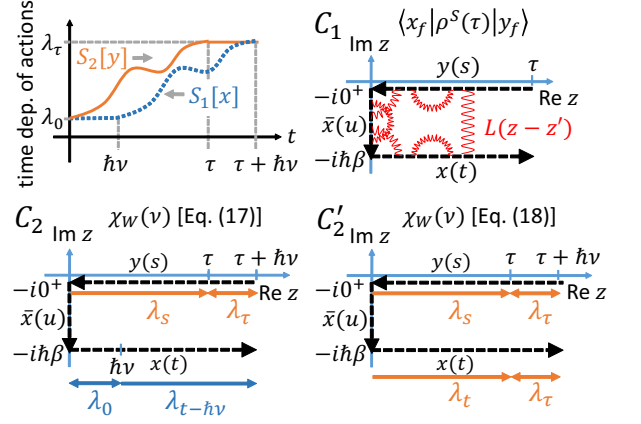 time dep. of actions
λ_τ
λ_0
S_2[y]
S_1[x]
t
ħν
τ
τ + ħν
C_1
⟨x_f|ρ^S(τ)|y_f⟩
Im z
y(s)
τ
−i0^+
Re z
x̄(u)
L(z − z′)
−iħβ
x(t)
C_2
χ_W(ν) [Eq. (17)]
Im z
τ
τ + ħν
y(s)
−i0^+
Re z
λ_s
λ_τ
x̄(u)
−iħβ
ħν
x(t)
λ_0
λ_{t−ħν}
C_2′
χ_W(ν) [Eq. (18)]
Im z
τ
τ + ħν
y(s)
−i0^+
Re z
λ_s
λ_τ
x̄(u)
−iħβ
x(t)
λ_t
λ_τ